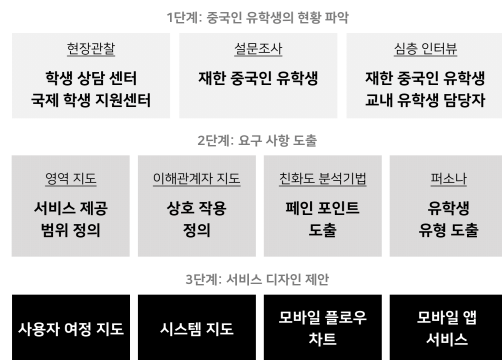 1단계: 중국인 유학생의 현황 파악
현장관찰
학생 상담 센터
국제 학생 지원센터
설문조사
재한 중국인 유학생
심층 인터뷰
재한 중국인 유학생
교내 유학생 담당자
2단계: 요구 사항 도출
영역 지도
서비스 제공
범위 정의
이해관계자 지도
상호 작용
정의
친화도 분석기법
페인 포인트
도출
퍼소나
유학생
유형 도출
3단계: 서비스 디자인 제안
사용자 여정 지도
시스템 지도
모바일 플로우
차트
모바일 앱
서비스